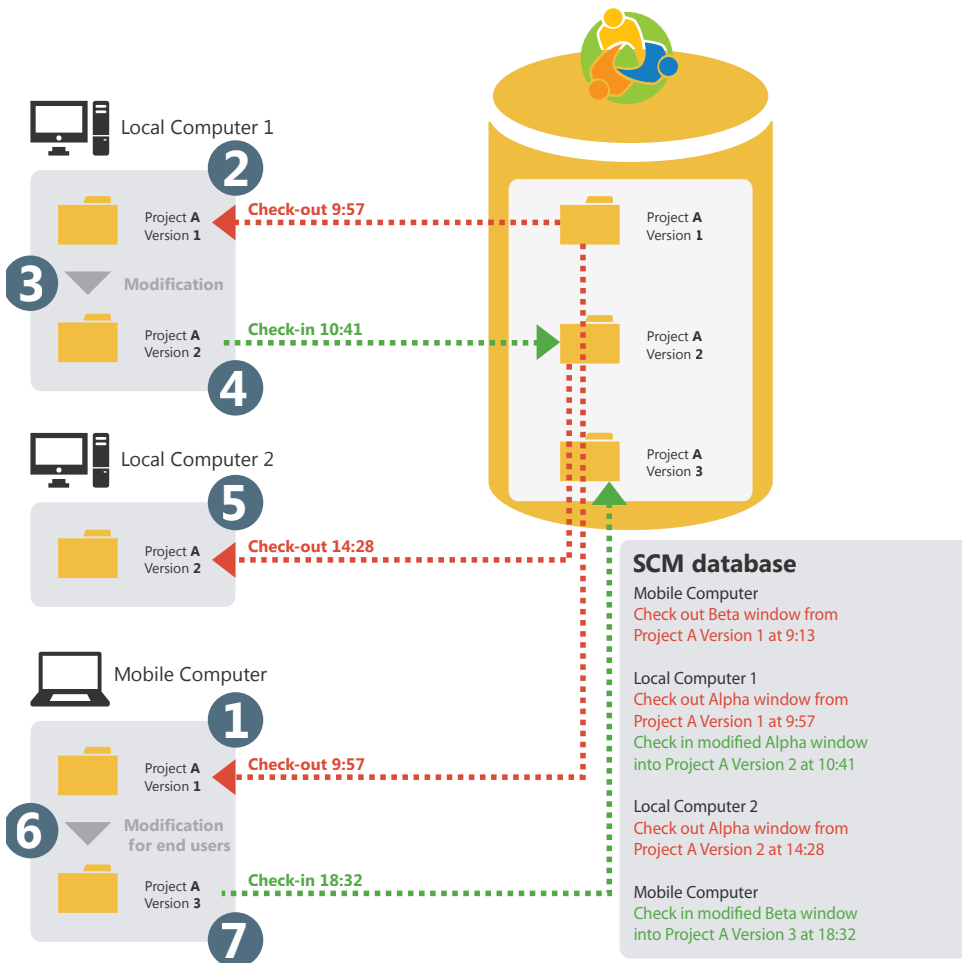 Local Computer 1
2
Project A
Version 1
Check-out 9:57
Project A
Version 1
3
Modification
Project A
Version 2
Check-in 10:41
Project A
Version 2
4
Local Computer 2
Project A
Version 3
5
Project A
Version 2
Check-out 14:28
Mobile Computer
1
Project A
Version 1
Check-out 9:57
6
Modification
for end users
Project A
Version 3
Check-in 18:32
7
SCM database
Mobile Computer
Check out Beta window from
Project A Version 1 at 9:13
Local Computer 1
Check out Alpha window from
Project A Version 1 at 9:57
Check in modified Alpha window
into Project A Version 2 at 10:41
Local Computer 2
Check out Alpha window from
Project A Version 2 at 14:28
Mobile Computer
Check in modified Beta window
into Project A Version 3 at 18:32